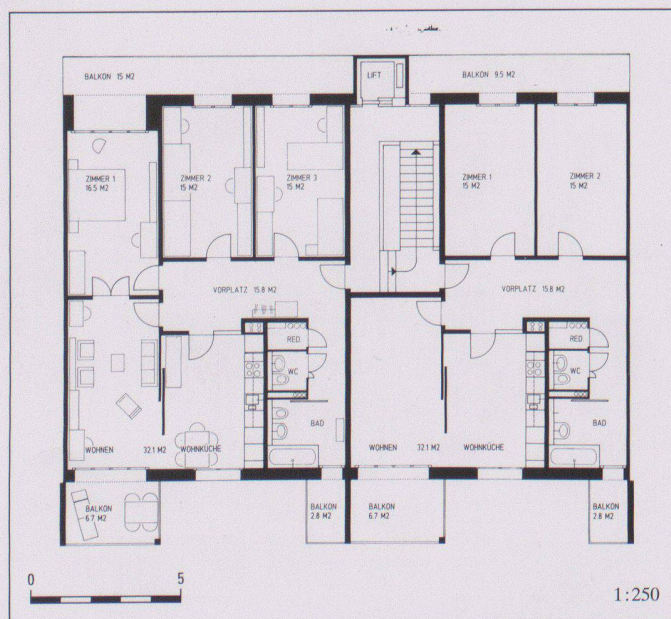 BALKON 15 M2
LIFT
BALKON 9.5 M2
ZIMMER 1
16.5 M2
ZIMMER 2
15 M2
ZIMMER 3
15 M2
ZIMMER 1
15 M2
ZIMMER 2
15 M2
VORPLATZ 15.8 M2
VORPLATZ 15.8 M2
RED.
WC
BAD
RED.
WC
BAD
WOHNEN 32.1 M2 WOHNKÜCHE
WOHNEN 32.1 M2 WOHNKÜCHE
BALKON
6.7 M2
BALKON
2.8 M2
BALKON
6.7 M2
BALKON
2.8 M2
0 5
1:250